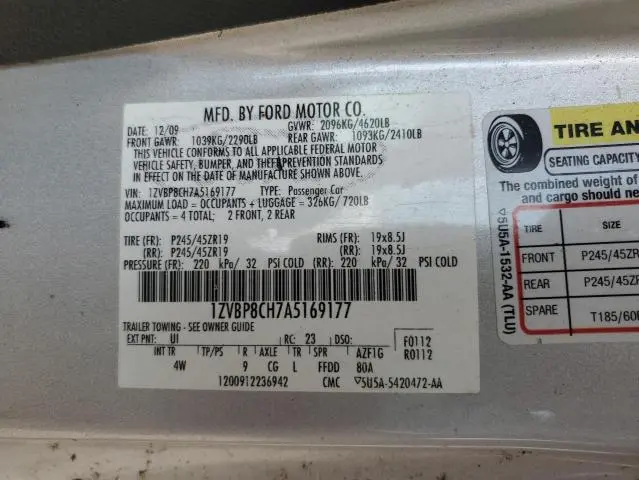 MFD. BY FORD MOTOR CO.
12/09 GVWR: 2096KG/4620LB
FRONT GAWR: 1039KG/2290LB REAR GAWR: 1093KG/2410LB
THIS VEHICLE CONFORMS TO ALL APPLICABLE FEDERAL MOTOR
VEHICLE SAFETY, BUMPER, AND THEFT PREVENTION STANDARDS
IN EFFECT ON THE DATE OF MANUFACTURE SHOWN ABOVE.
VIN: 1ZVBP8CH7A5169177 TYPE: Passenger Car
MAXIMUM LOAD = OCCUPANTS + LUGGAGE = 326KG/720LB
OCCUPANTS = 4 TOTAL; 2 FRONT, 2 REAR
TIRE (FR): P245/45ZR19 RIMS (FR): 19x8.5J
(RR): P245/45ZR19 (RR): 19x8.5J
PRESSURE (FR): 220 kPa/ 32 PSI COLD (RR): 220 kPa/ 32 PSI COLD
1ZVBP8CH7A5169177
TRAILER TOWING - SEE OWNER GUIDE
EXT PNT: UI RC: 23 DSO: F0112
R0112
INT TR TP/PS R AXLE TR SPR AZF1G
4W 9 CG L FFDD 80A
1200912236942 CMC ▽5U5A-5420472-AA
TIRE AN
SEATING CAPACITY
The combined weight of
and cargo should ne
TIRE SIZE
FRONT P245/45ZR
REAR P245/45ZR
SPARE T185/60
▽5U5A-1532-AA (TLU)